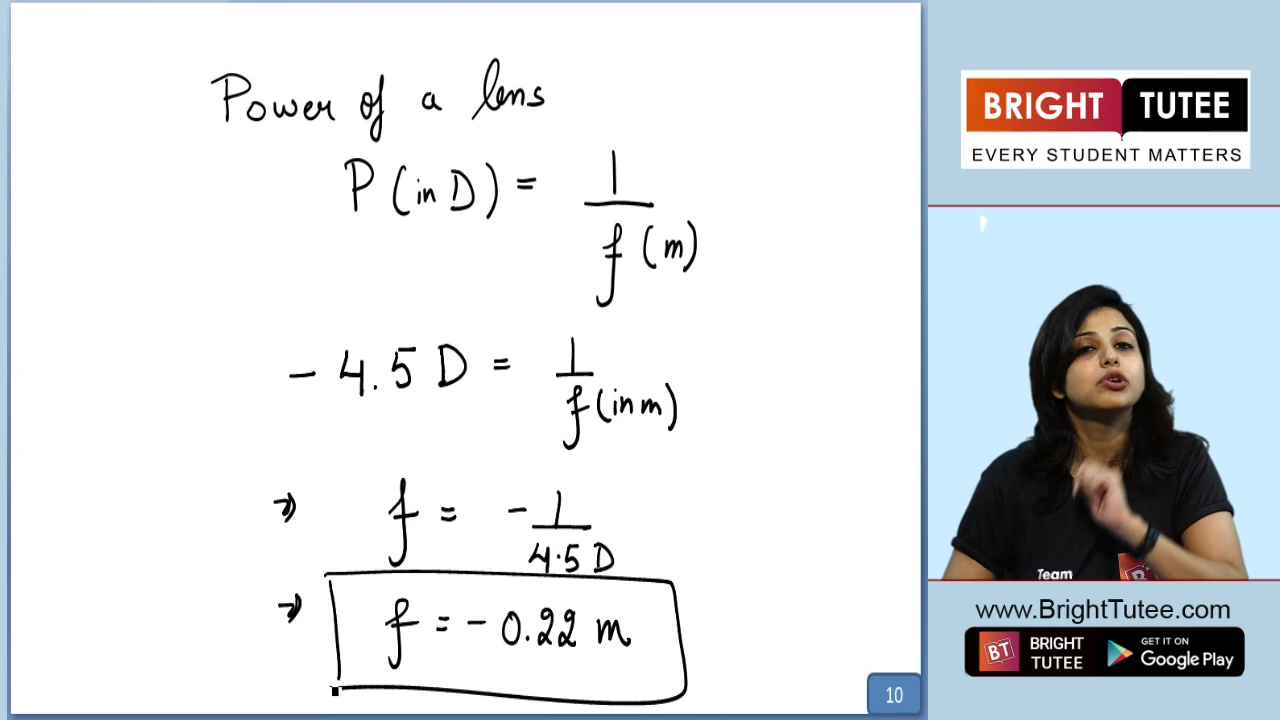 Power of a lens
P (in D) = 1 / f (m)
- 4.5 D = 1 / f (in m)
⇒ f = - 1 / 4.5 D
⇒ f = - 0.22 m
10
BRIGHT TUTEE
EVERY STUDENT MATTERS
Team
www.BrightTutee.com
BT BRIGHT TUTEE
GET IT ON
Google Play